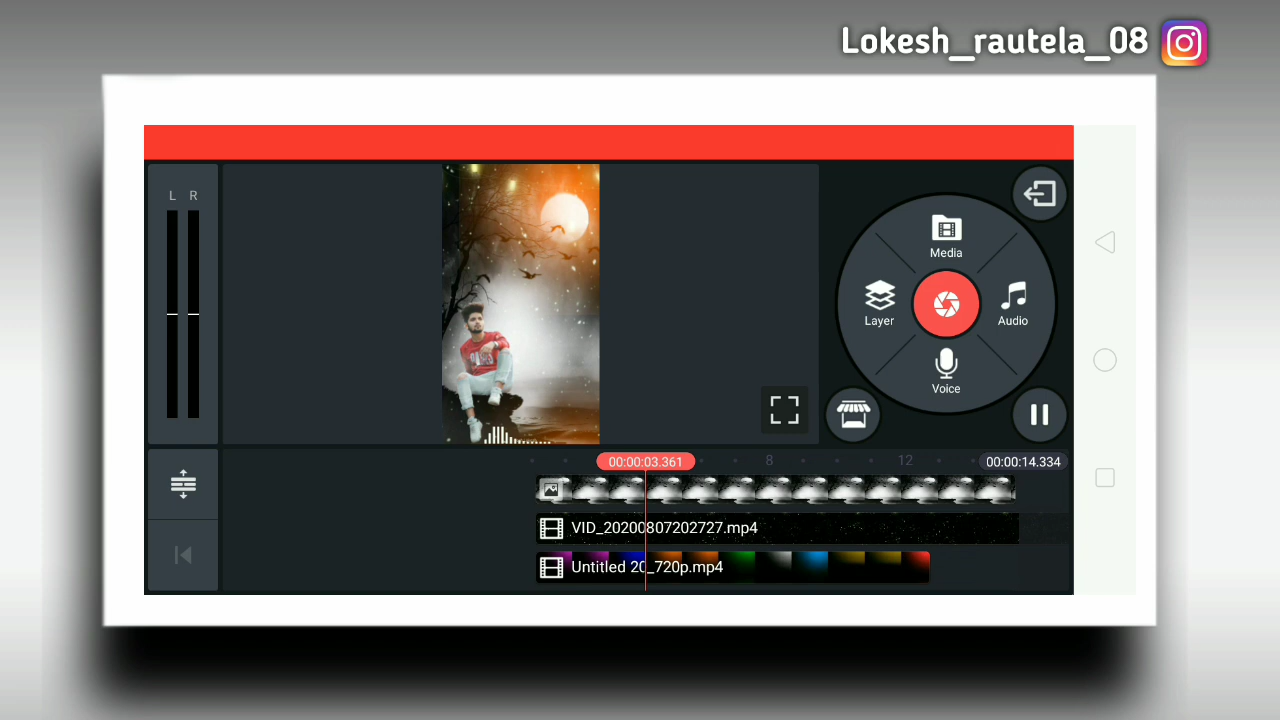 Lokesh_rautela_08
L R
Media
Layer
Audio
Voice
00:00:03.361
8
12
00:00:14.334
VID_20200807202727.mp4
Untitled 20_720p.mp4